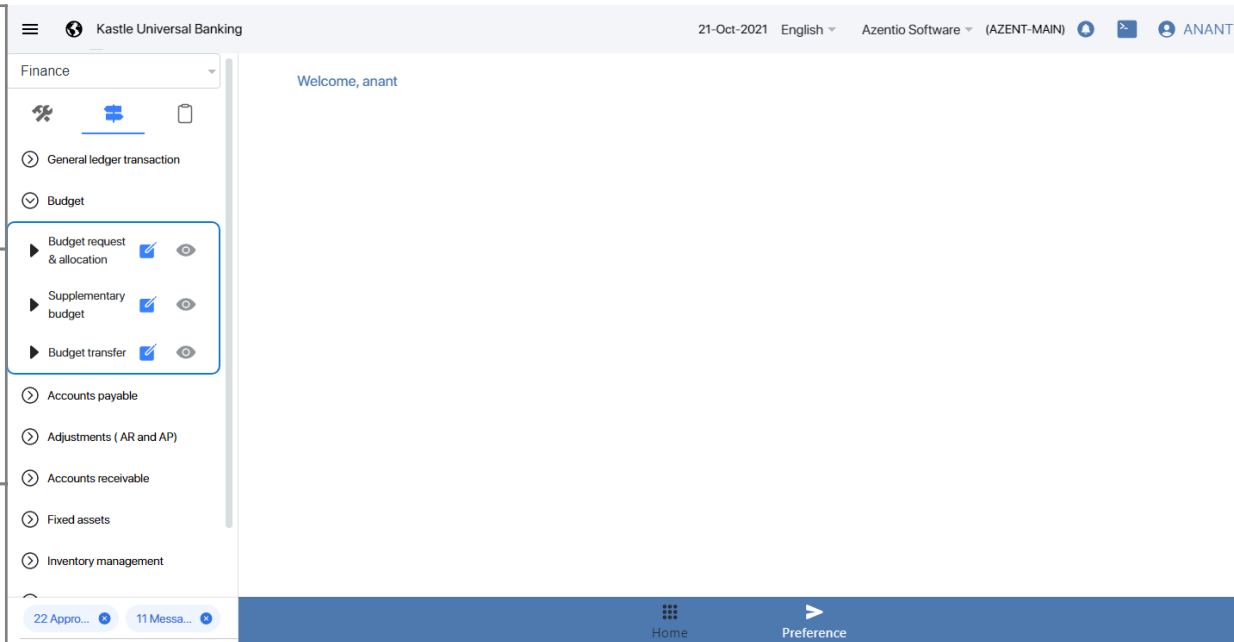 Kastle Universal Banking
21-Oct-2021 English Azentio Software (AZENT-MAIN) ANANT
Finance
Welcome, anant
General ledger transaction
Budget
Budget request
& allocation
Supplementary
budget
Budget transfer
Accounts payable
Adjustments ( AR and AP)
Accounts receivable
Fixed assets
Inventory management
22 Appro... 11 Messa...
Home Preference